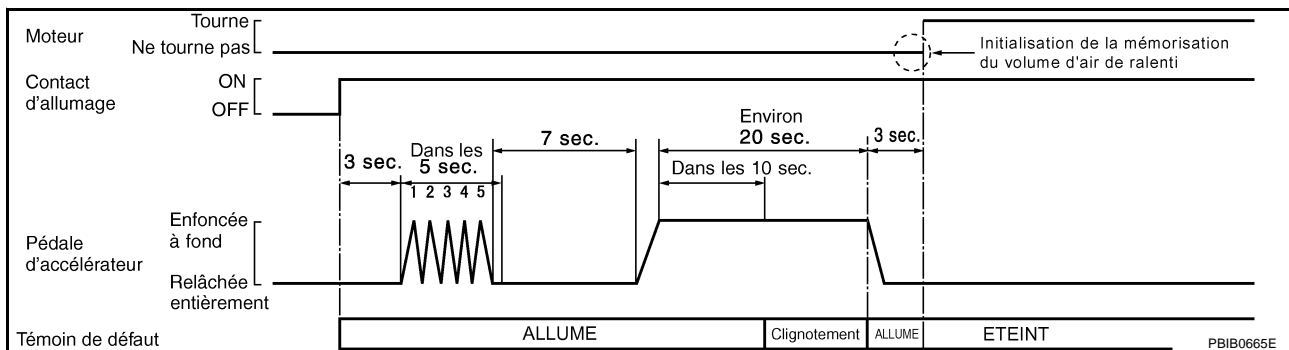 Moteur
Tourne
Ne tourne pas
Initialisation de la mémorisation
du volume d'air de ralenti
Contact
d'allumage
ON
OFF
3 sec.
Dans les
5 sec.
1 2 3 4 5
7 sec.
Environ
20 sec.
Dans les 10 sec.
3 sec.
Pédale
d'accélérateur
Enfoncée
à fond
Relâchée
entièrement
Témoin de défaut
ALLUME
Clignotement
ALLUME
ETEINT
PBIB0665E